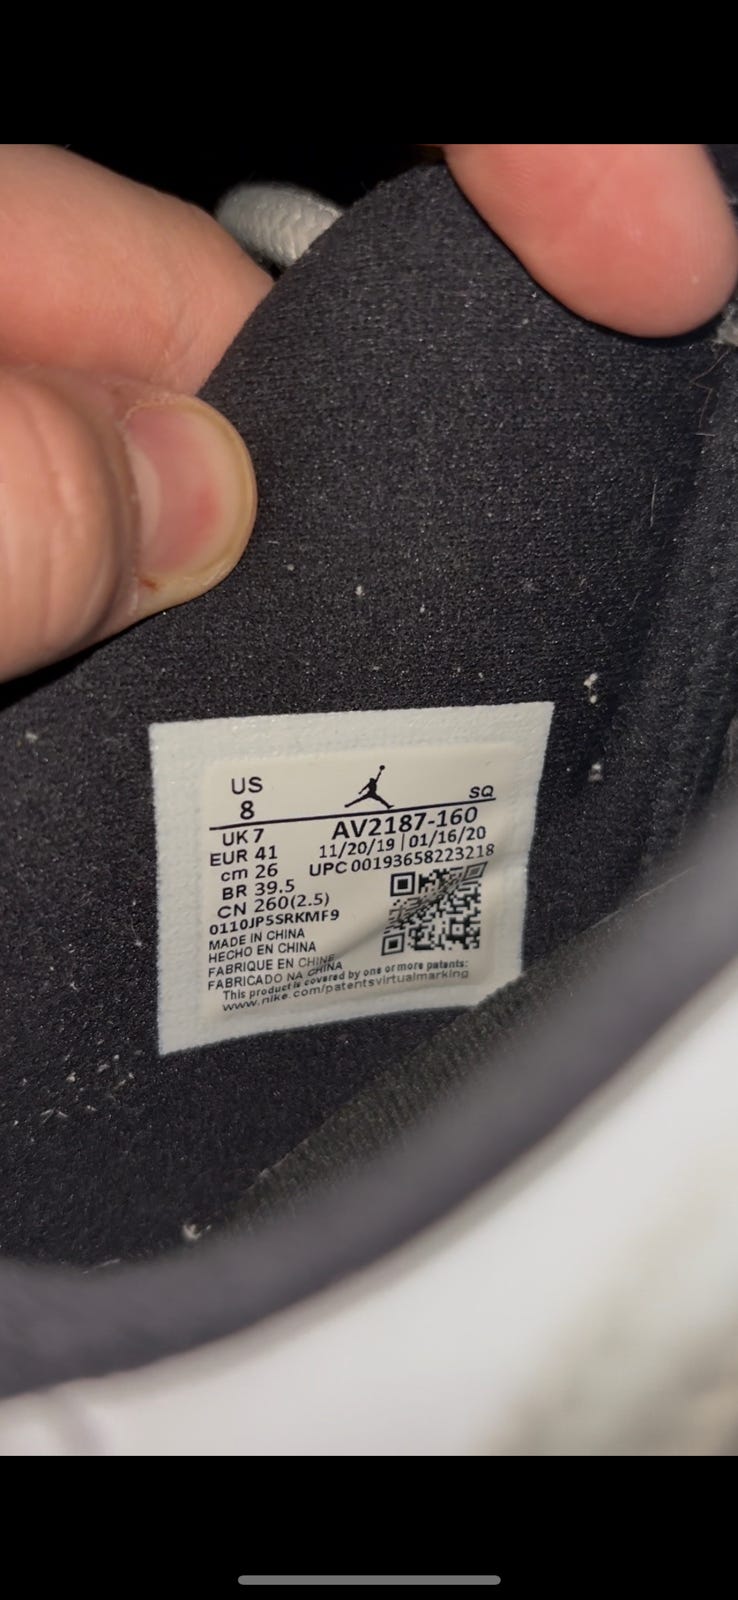 US
8
SQ
UK 7
AV2187-160
EUR 41
11/20/19 | 01/16/20
cm 26
UPC 00193658223218
BR 39.5
CN 260(2.5)
0110JP5SRKMF9
MADE IN CHINA
HECHO EN CHINA
FABRIQUE EN CHINE
FABRICADO NA CHINA
This product is covered by one or more patents:
www.nike.com/patentsvirtualmarking